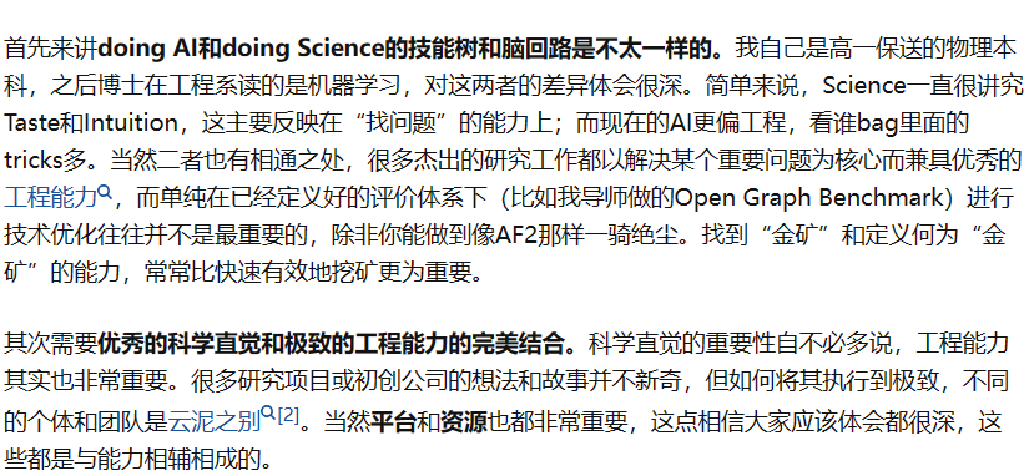 首先来讲doing AI和doing Science的技能树和脑回路是不太一样的。我自己是高一保送的物理本
科，之后博士在工程系读的是机器学习，对这两者的差异体会很深。简单来说，Science一直很讲究
Taste和Intuition，这主要反映在“找问题”的能力上；而现在的AI更偏工程，看谁bag里面的
tricks多。当然二者也有相通之处，很多杰出的研究工作都以解决某个重要问题为核心而兼具优秀的
工程能力，而单纯在已经定义好的评价体系下（比如我导师做的Open Graph Benchmark）进行
技术优化往往并不是最重要的，除非你能做到像AF2那样一骑绝尘。找到“金矿”和定义何为“金
矿”的能力，常常比快速有效地挖矿更为重要。
其次需要优秀的科学直觉和极致的工程能力的完美结合。科学直觉的重要性自不必多说，工程能力
其实也非常重要。很多研究项目或初创公司的想法和故事并不新奇，但如何将其执行到极致，不同
的个体和团队是云泥之别[2]。当然平台和资源也都非常重要，这点相信大家应该体会都很深，这
些都是与能力相辅相成的。